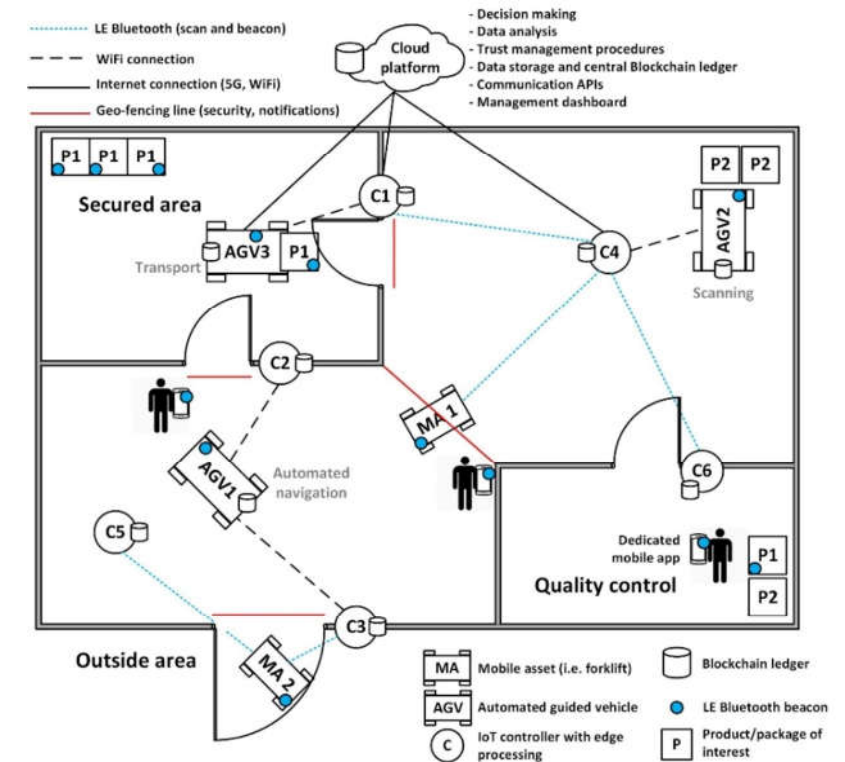 LE Bluetooth (scan and beacon)
WiFi connection
Internet connection (5G, WiFi)
Geo-fencing line (security, notifications)
Cloud
platform
- Decision making
- Data analysis
- Trust management procedures
- Data storage and central Blockchain ledger
- Communication APIs
- Management dashboard
P1 P1 P1
Secured area
C1
P2 P2
AGV3 P1
Transport
C4
AGV2
Scanning
C2
MA 1
AGV1
Automated
navigation
C6
C5
Dedicated
mobile app
P1
Quality control
P2
C3
Outside area
MA 2
MA Mobile asset (i.e. forklift)
Blockchain ledger
AGV Automated guided vehicle
LE Bluetooth beacon
C IoT controller with edge
processing
P Product/package of
interest